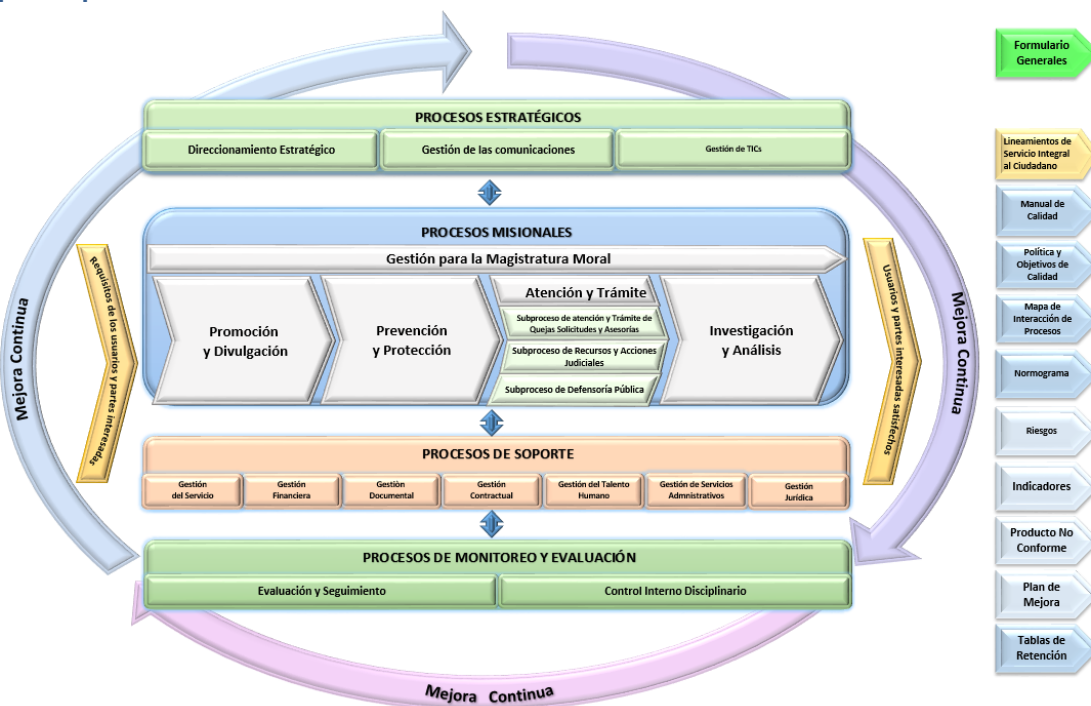 PROCESOS ESTRATÉGICOS
Direccionamiento Estratégico
Gestión de las comunicaciones
Gestión de TICs
PROCESOS MISIONALES
Gestión para la Magistratura Moral
Promoción
y Divulgación
Prevención
y Protección
Atención y Trámite
Subproceso de atención y Trámite de
Quejas Solicitudes y Asesorías
Subproceso de Recursos y Acciones
Judiciales
Subproceso de Defensoría Pública
Investigación
y Análisis
Requisitos de los usuarios y partes interesadas
Usuarios y partes interesadas satisfechos
Mejora Continua
Mejora Continua
PROCESOS DE SOPORTE
Gestión
del Servicio
Gestión
Financiera
Gestión
Documental
Gestión
Contractual
Gestión del Talento
Humano
Gestión de Servicios
Admnistrativos
Gestión
Jurídica
PROCESOS DE MONITOREO Y EVALUACIÓN
Evaluación y Seguimiento
Control Interno Disciplinario
Mejora Continua
Formulario
Generales
Lineamientos de
Servicio Integral
al Ciudadano
Manual de
Calidad
Política y
Objetivos de
Calidad
Mapa de
Interacción de
Procesos
Normograma
Riesgos
Indicadores
Producto No
Conforme
Plan de
Mejora
Tablas de
Retención